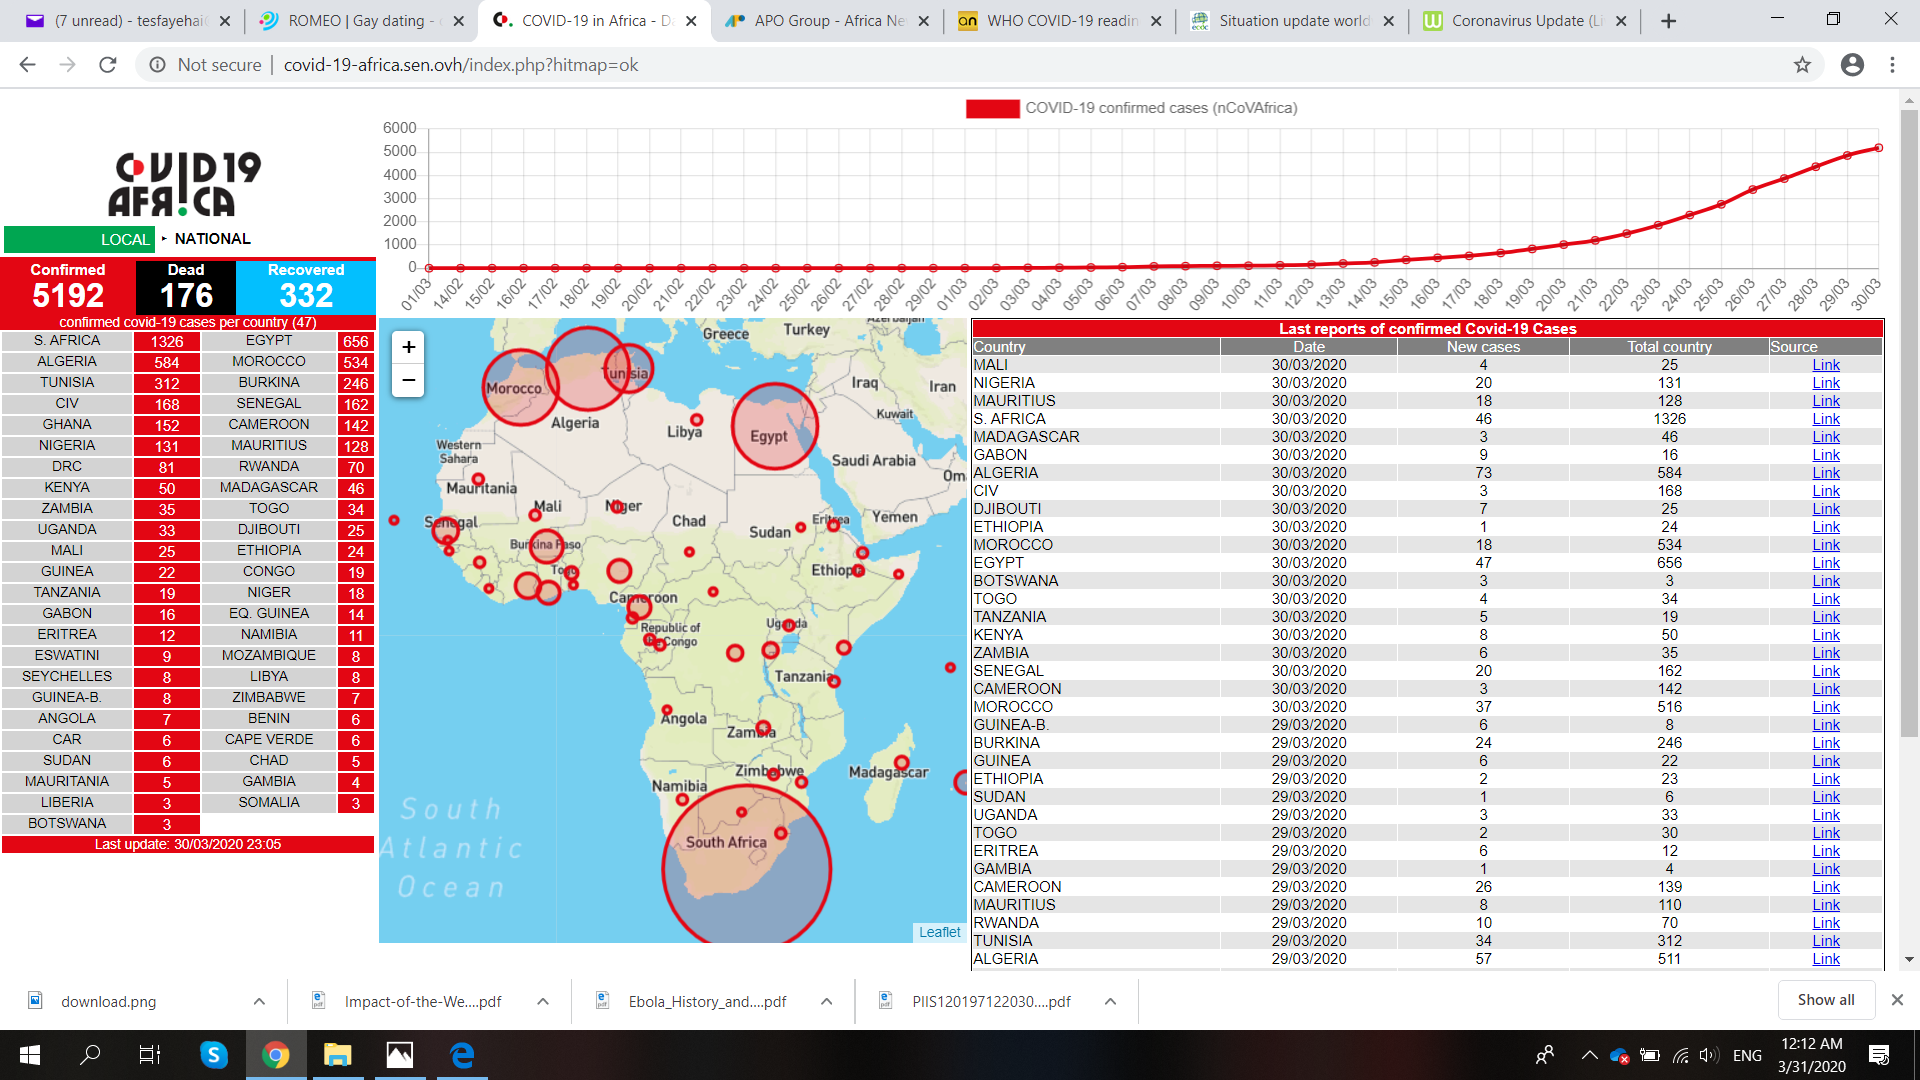 (7 unread) - tesfayehai
ROMEO | Gay dating -
COVID-19 in Africa - Da
APO Group - Africa Ne
WHO COVID-19 readin
Situation update world
Coronavirus Update (Li
Not secure | covid-19-africa.sen.ovh/index.php?hitmap=ok
COVID-19 confirmed cases (nCoVAfrica)
6000
5000
4000
3000
2000
1000
0
01/03 14/02 15/02 16/02 17/02 18/02 19/02 20/02 21/02 22/02 23/02 24/02 25/02 26/02 27/02 28/02 29/02 01/03 02/03 03/03 04/03 05/03 06/03 07/03 08/03 09/03 10/03 11/03 12/03 13/03 14/03 15/03 16/03 17/03 18/03 19/03 20/03 21/03 22/03 23/03 24/03 25/03 26/03 27/03 28/03 29/03 30/03
COVID19
AFRICA
LOCAL ‣ NATIONAL
Confirmed Dead Recovered
5192 176 332
confirmed covid-19 cases per country (47)
S. AFRICA 1326 EGYPT 656
ALGERIA 584 MOROCCO 534
TUNISIA 312 BURKINA 246
CIV 168 SENEGAL 162
GHANA 152 CAMEROON 142
NIGERIA 131 MAURITIUS 128
DRC 81 RWANDA 70
KENYA 50 MADAGASCAR 46
ZAMBIA 35 TOGO 34
UGANDA 33 DJIBOUTI 25
MALI 25 ETHIOPIA 24
GUINEA 22 CONGO 19
TANZANIA 19 NIGER 18
GABON 16 EQ. GUINEA 14
ERITREA 12 NAMIBIA 11
ESWATINI 9 MOZAMBIQUE 8
SEYCHELLES 8 LIBYA 8
GUINEA-B. 8 ZIMBABWE 7
ANGOLA 7 BENIN 6
CAR 6 CAPE VERDE 6
SUDAN 6 CHAD 5
MAURITANIA 5 GAMBIA 4
LIBERIA 3 SOMALIA 3
BOTSWANA 3
Last update: 30/03/2020 23:05
+
−
Azerbaijan
Greece
Turkey
Tunisia
Morocco
Iraq
Iran
Kuwait
Algeria
Libya
Egypt
Western
Sahara
Saudi Arabia
Om
Mauritania
Mali
Niger
Chad
Sudan
Eritrea
Yemen
Senegal
Burkina Faso
Togo
Ethiopia
Cameroon
Republic of
the Congo
Uganda
Tanzania
Angola
Zambia
Zimbabwe
Madagascar
Namibia
South Africa
South
Atlantic
Ocean
Leaflet
Last reports of confirmed Covid-19 Cases
Country Date New cases Total country Source
MALI 30/03/2020 4 25 Link
NIGERIA 30/03/2020 20 131 Link
MAURITIUS 30/03/2020 18 128 Link
S. AFRICA 30/03/2020 46 1326 Link
MADAGASCAR 30/03/2020 3 46 Link
GABON 30/03/2020 9 16 Link
ALGERIA 30/03/2020 73 584 Link
CIV 30/03/2020 3 168 Link
DJIBOUTI 30/03/2020 7 25 Link
ETHIOPIA 30/03/2020 1 24 Link
MOROCCO 30/03/2020 18 534 Link
EGYPT 30/03/2020 47 656 Link
BOTSWANA 30/03/2020 3 3 Link
TOGO 30/03/2020 4 34 Link
TANZANIA 30/03/2020 5 19 Link
KENYA 30/03/2020 8 50 Link
ZAMBIA 30/03/2020 6 35 Link
SENEGAL 30/03/2020 20 162 Link
CAMEROON 30/03/2020 3 142 Link
MOROCCO 30/03/2020 37 516 Link
GUINEA-B. 29/03/2020 6 8 Link
BURKINA 29/03/2020 24 246 Link
GUINEA 29/03/2020 6 22 Link
ETHIOPIA 29/03/2020 2 23 Link
SUDAN 29/03/2020 1 6 Link
UGANDA 29/03/2020 3 33 Link
TOGO 29/03/2020 2 30 Link
ERITREA 29/03/2020 6 12 Link
GAMBIA 29/03/2020 1 4 Link
CAMEROON 29/03/2020 26 139 Link
MAURITIUS 29/03/2020 8 110 Link
RWANDA 29/03/2020 10 70 Link
TUNISIA 29/03/2020 34 312 Link
ALGERIA 29/03/2020 57 511 Link
download.png
Impact-of-the-We....pdf
Ebola_History_and....pdf
PIIS120197122030....pdf
Show all
ENG
12:12 AM
3/31/2020